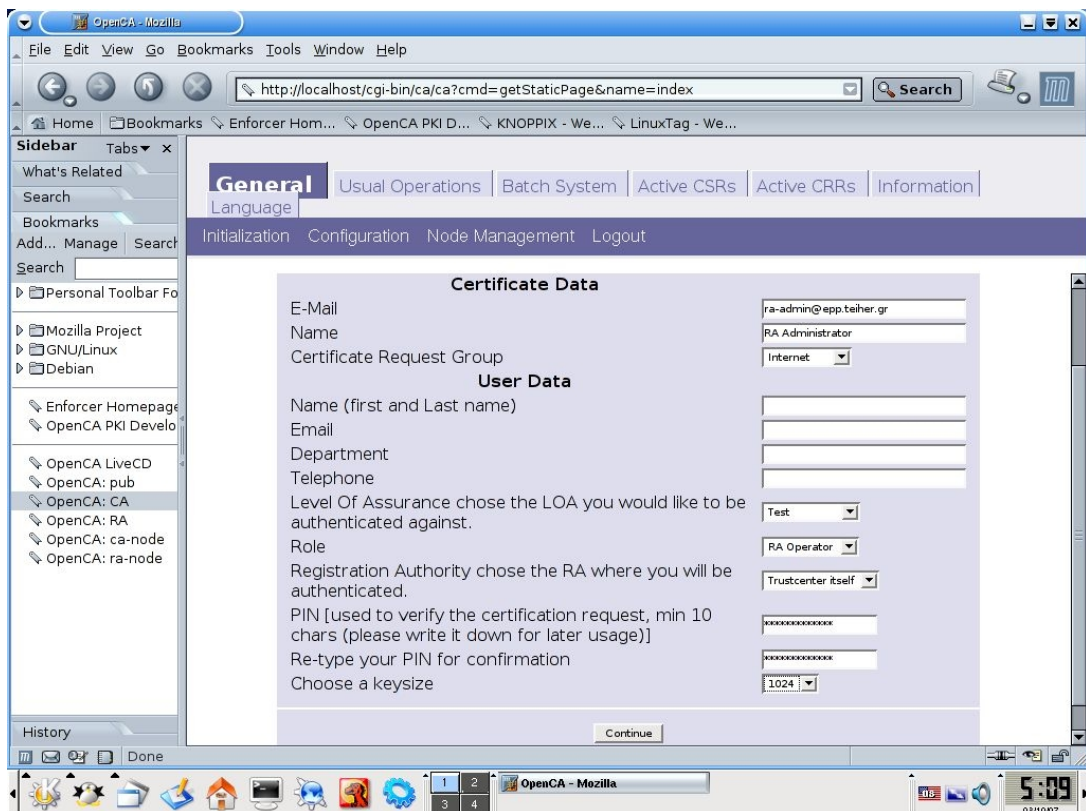 OpenCA - Mozilla
File Edit View Go Bookmarks Tools Window Help
http://localhost/cgi-bin/ca/ca?cmd=getStaticPage&name=index
Search
Home Bookmarks Enforcer Hom... OpenCA PKI D... KNOPPIX - We... LinuxTag - We...
Sidebar Tabs x
What's Related
Search
Bookmarks
Add... Manage Search
Search
Personal Toolbar Fo
Mozilla Project
GNU/Linux
Debian
Enforcer Homepage
OpenCA PKI Develo
OpenCA LiveCD
OpenCA: pub
OpenCA: CA
OpenCA: RA
OpenCA: ca-node
OpenCA: ra-node
History
General Usual Operations Batch System Active CSRs Active CRRs Information
Language
Initialization Configuration Node Management Logout
Certificate Data
E-Mail ra-admin@epp.teiher.gr
Name RA Administrator
Certificate Request Group Internet
User Data
Name (first and Last name)
Email
Department
Telephone
Level Of Assurance chose the LOA you would like to be
authenticated against. Test
Role RA Operator
Registration Authority chose the RA where you will be
authenticated. Trustcenter itself
PIN [used to verify the certification request, min 10
chars (please write it down for later usage)] *************
Re-type your PIN for confirmation *************
Choose a keysize 1024
Continue
Done
1 2
3 4
OpenCA - Mozilla
5:09